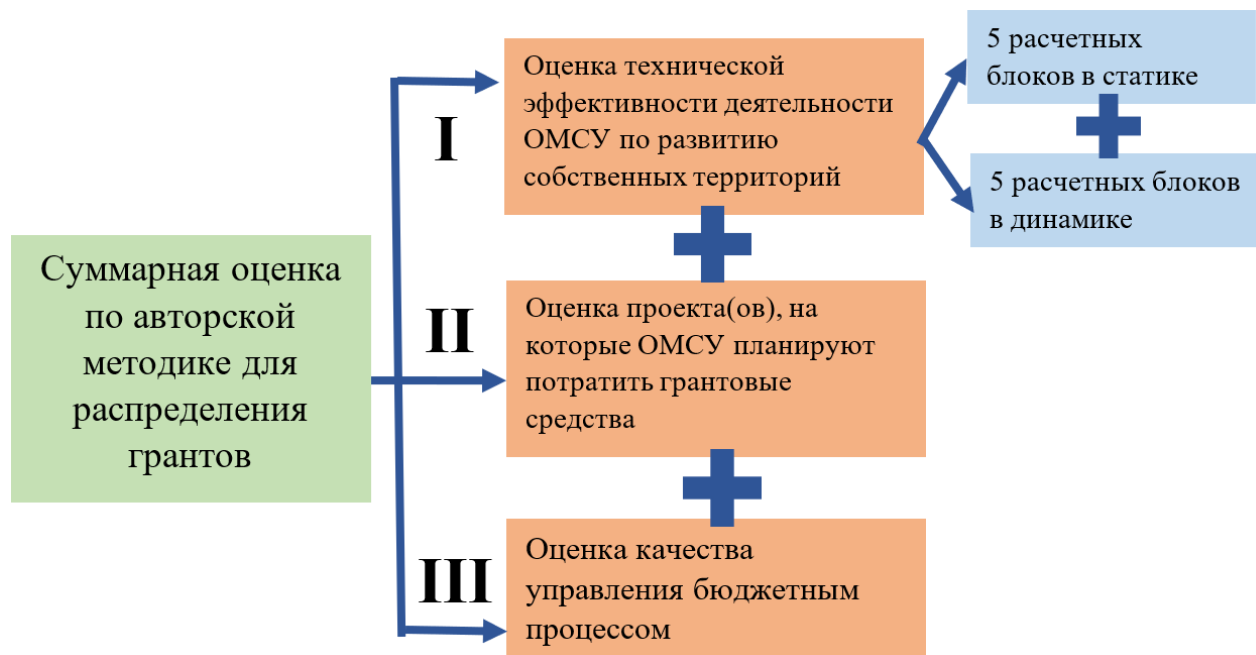 Суммарная оценка
по авторской
методике для
распределения
грантов
I
Оценка технической
эффективности деятельности
ОМСУ по развитию
собственных территорий
5 расчетных
блоков в статике
5 расчетных блоков
в динамике
II
Оценка проекта(ов), на
которые ОМСУ планируют
потратить грантовые
средства
III
Оценка качества
управления бюджетным
процессом